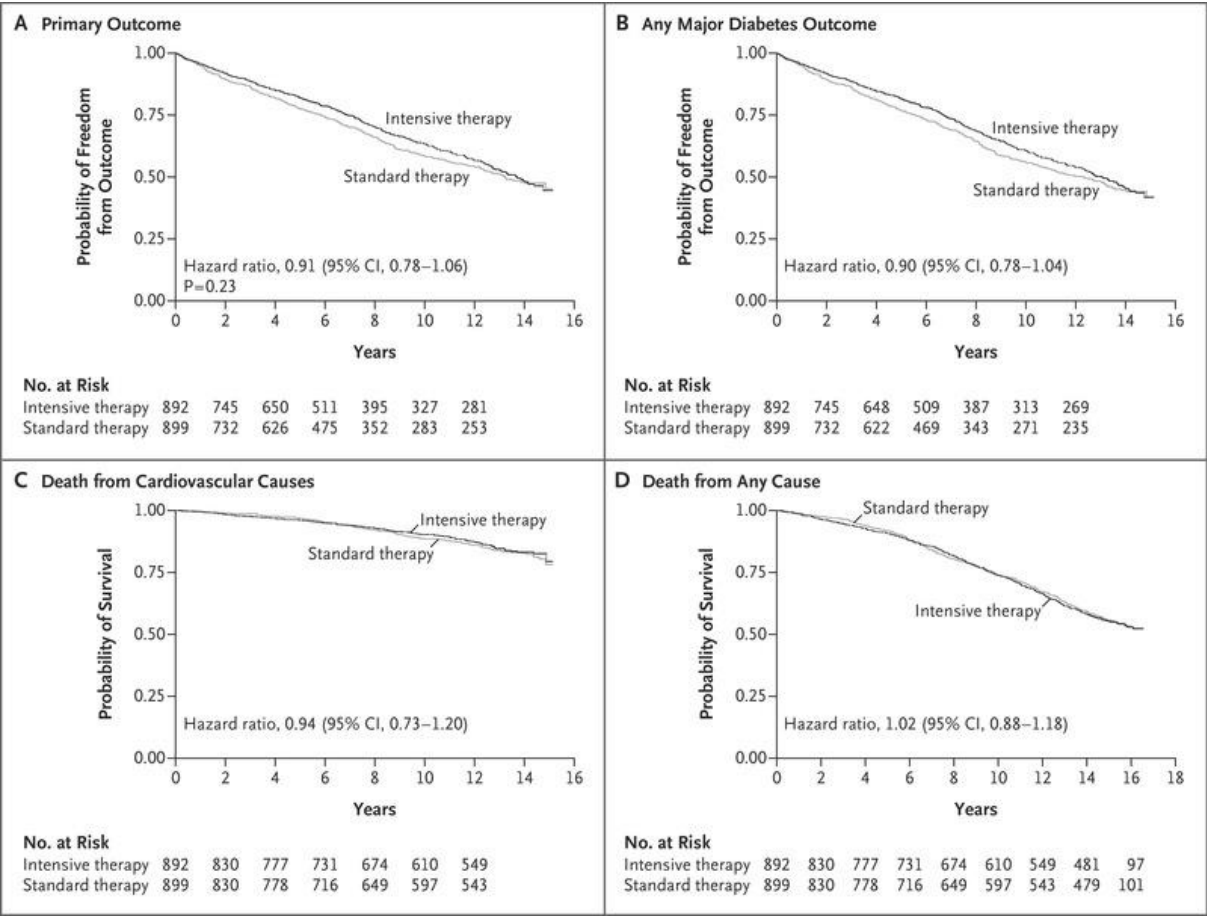 A Primary Outcome
1.00
0.75
0.50
0.25
0.00
Probability of Freedom
from Outcome
Intensive therapy
Standard therapy
Hazard ratio, 0.91 (95% CI, 0.78–1.06)
P=0.23
0 2 4 6 8 10 12 14 16
Years
No. at Risk
Intensive therapy 892 745 650 511 395 327 281
Standard therapy 899 732 626 475 352 283 253
B Any Major Diabetes Outcome
1.00
0.75
0.50
0.25
0.00
Probability of Freedom
from Outcome
Intensive therapy
Standard therapy
Hazard ratio, 0.90 (95% CI, 0.78–1.04)
0 2 4 6 8 10 12 14 16
Years
No. at Risk
Intensive therapy 892 745 648 509 387 313 269
Standard therapy 899 732 622 469 343 271 235
C Death from Cardiovascular Causes
1.00
0.75
0.50
0.25
0.00
Probability of Survival
Intensive therapy
Standard therapy
Hazard ratio, 0.94 (95% CI, 0.73–1.20)
0 2 4 6 8 10 12 14 16
Years
No. at Risk
Intensive therapy 892 830 777 731 674 610 549
Standard therapy 899 830 778 716 649 597 543
D Death from Any Cause
1.00
0.75
0.50
0.25
0.00
Probability of Survival
Standard therapy
Intensive therapy
Hazard ratio, 1.02 (95% CI, 0.88–1.18)
0 2 4 6 8 10 12 14 16 18
Years
No. at Risk
Intensive therapy 892 830 777 731 674 610 549 481 97
Standard therapy 899 830 778 716 649 597 543 479 101